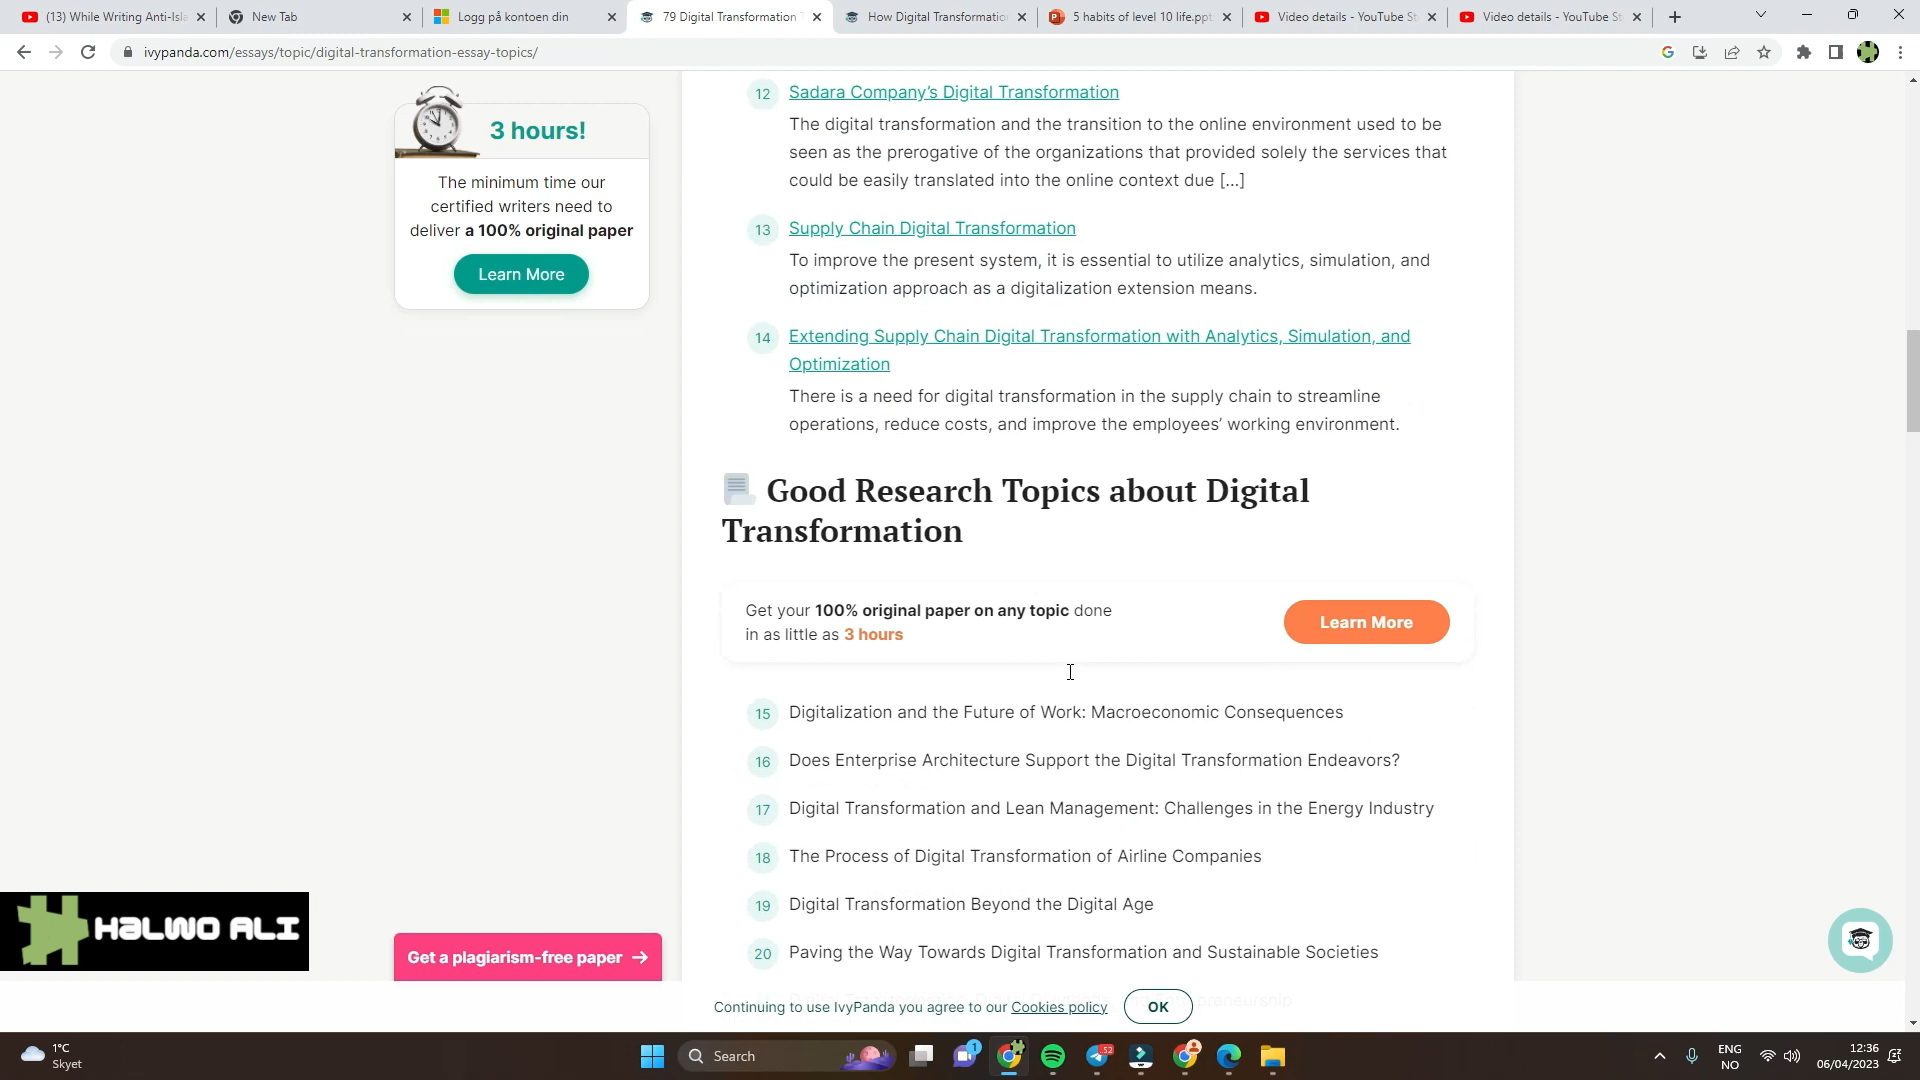 (13) While Writing Anti-Isla
New Tab
Logg på kontoen din
79 Digital Transformation T
How Digital Transformation
5 habits of level 10 life.ppt
Video details - YouTube St
Video details - YouTube St
ivypanda.com/essays/topic/digital-transformation-essay-topics/
3 hours!
The minimum time our
certified writers need to
deliver a 100% original paper
Learn More
12 Sadara Company's Digital Transformation
The digital transformation and the transition to the online environment used to be
seen as the prerogative of the organizations that provided solely the services that
could be easily translated into the online context due [...]
13 Supply Chain Digital Transformation
To improve the present system, it is essential to utilize analytics, simulation, and
optimization approach as a digitalization extension means.
14 Extending Supply Chain Digital Transformation with Analytics, Simulation, and
Optimization
There is a need for digital transformation in the supply chain to streamline
operations, reduce costs, and improve the employees' working environment.
Good Research Topics about Digital
Transformation
Get your 100% original paper on any topic done
in as little as 3 hours
Learn More
15 Digitalization and the Future of Work: Macroeconomic Consequences
16 Does Enterprise Architecture Support the Digital Transformation Endeavors?
17 Digital Transformation and Lean Management: Challenges in the Energy Industry
18 The Process of Digital Transformation of Airline Companies
19 Digital Transformation Beyond the Digital Age
20 Paving the Way Towards Digital Transformation and Sustainable Societies
HALWO ALI
Get a plagiarism-free paper →
Continuing to use IvyPanda you agree to our Cookies policy
OK
1°C
Skyet
Search
1
52
ENG
NO
12:36
06/04/2023